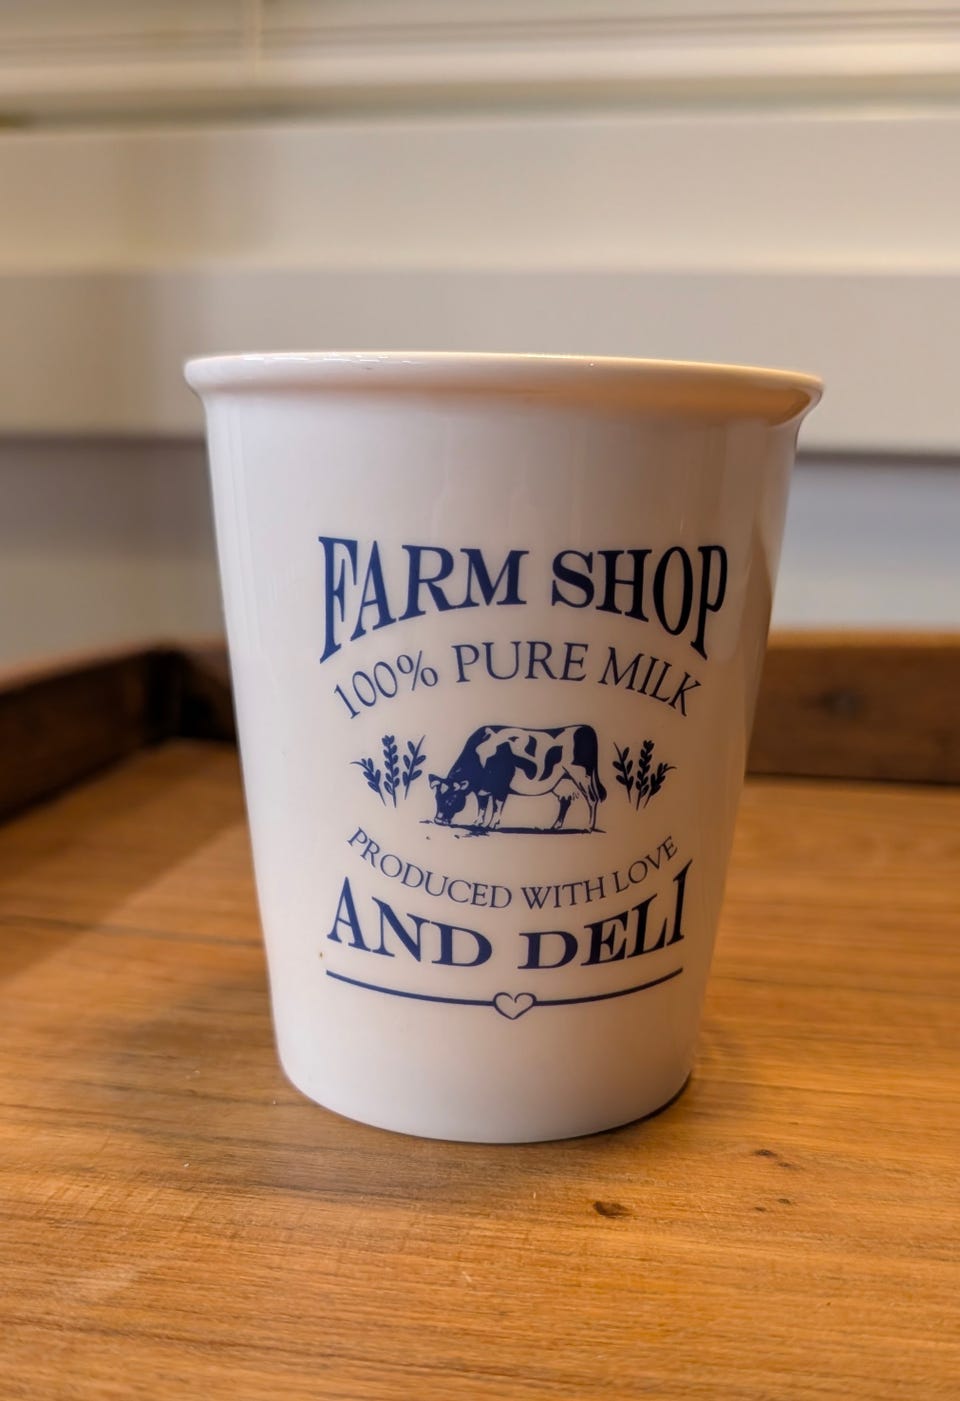 FARM SHOP
100% PURE MILK
PRODUCED WITH LOVE
AND DELI